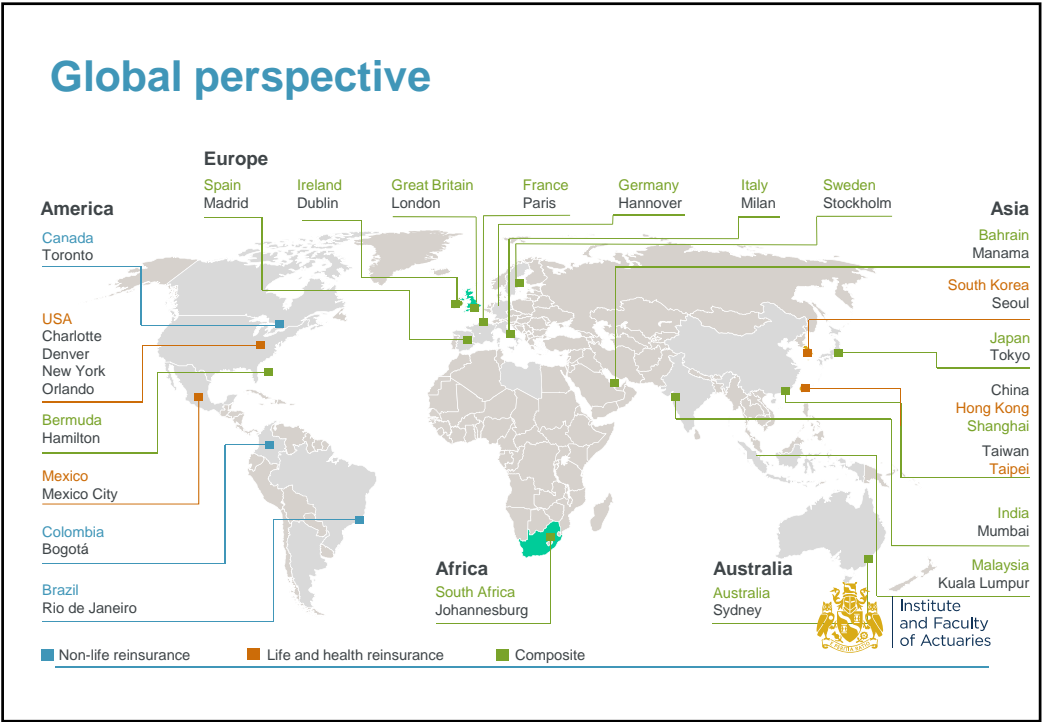 Global perspective
Europe
Spain
Madrid
Ireland
Dublin
Great Britain
London
France
Paris
Germany
Hannover
Italy
Milan
Sweden
Stockholm
America
Canada
Toronto
USA
Charlotte
Denver
New York
Orlando
Bermuda
Hamilton
Mexico
Mexico City
Colombia
Bogotá
Brazil
Rio de Janeiro
Asia
Bahrain
Manama
South Korea
Seoul
Japan
Tokyo
China
Hong Kong
Shanghai
Taiwan
Taipei
India
Mumbai
Malaysia
Kuala Lumpur
Africa
South Africa
Johannesburg
Australia
Australia
Sydney
Institute
and Faculty
of Actuaries
Non-life reinsurance
Life and health reinsurance
Composite